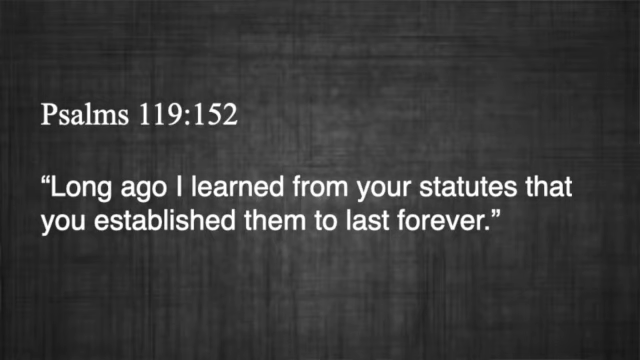 Psalms 119:152
“Long ago I learned from your statutes that
you established them to last forever.”